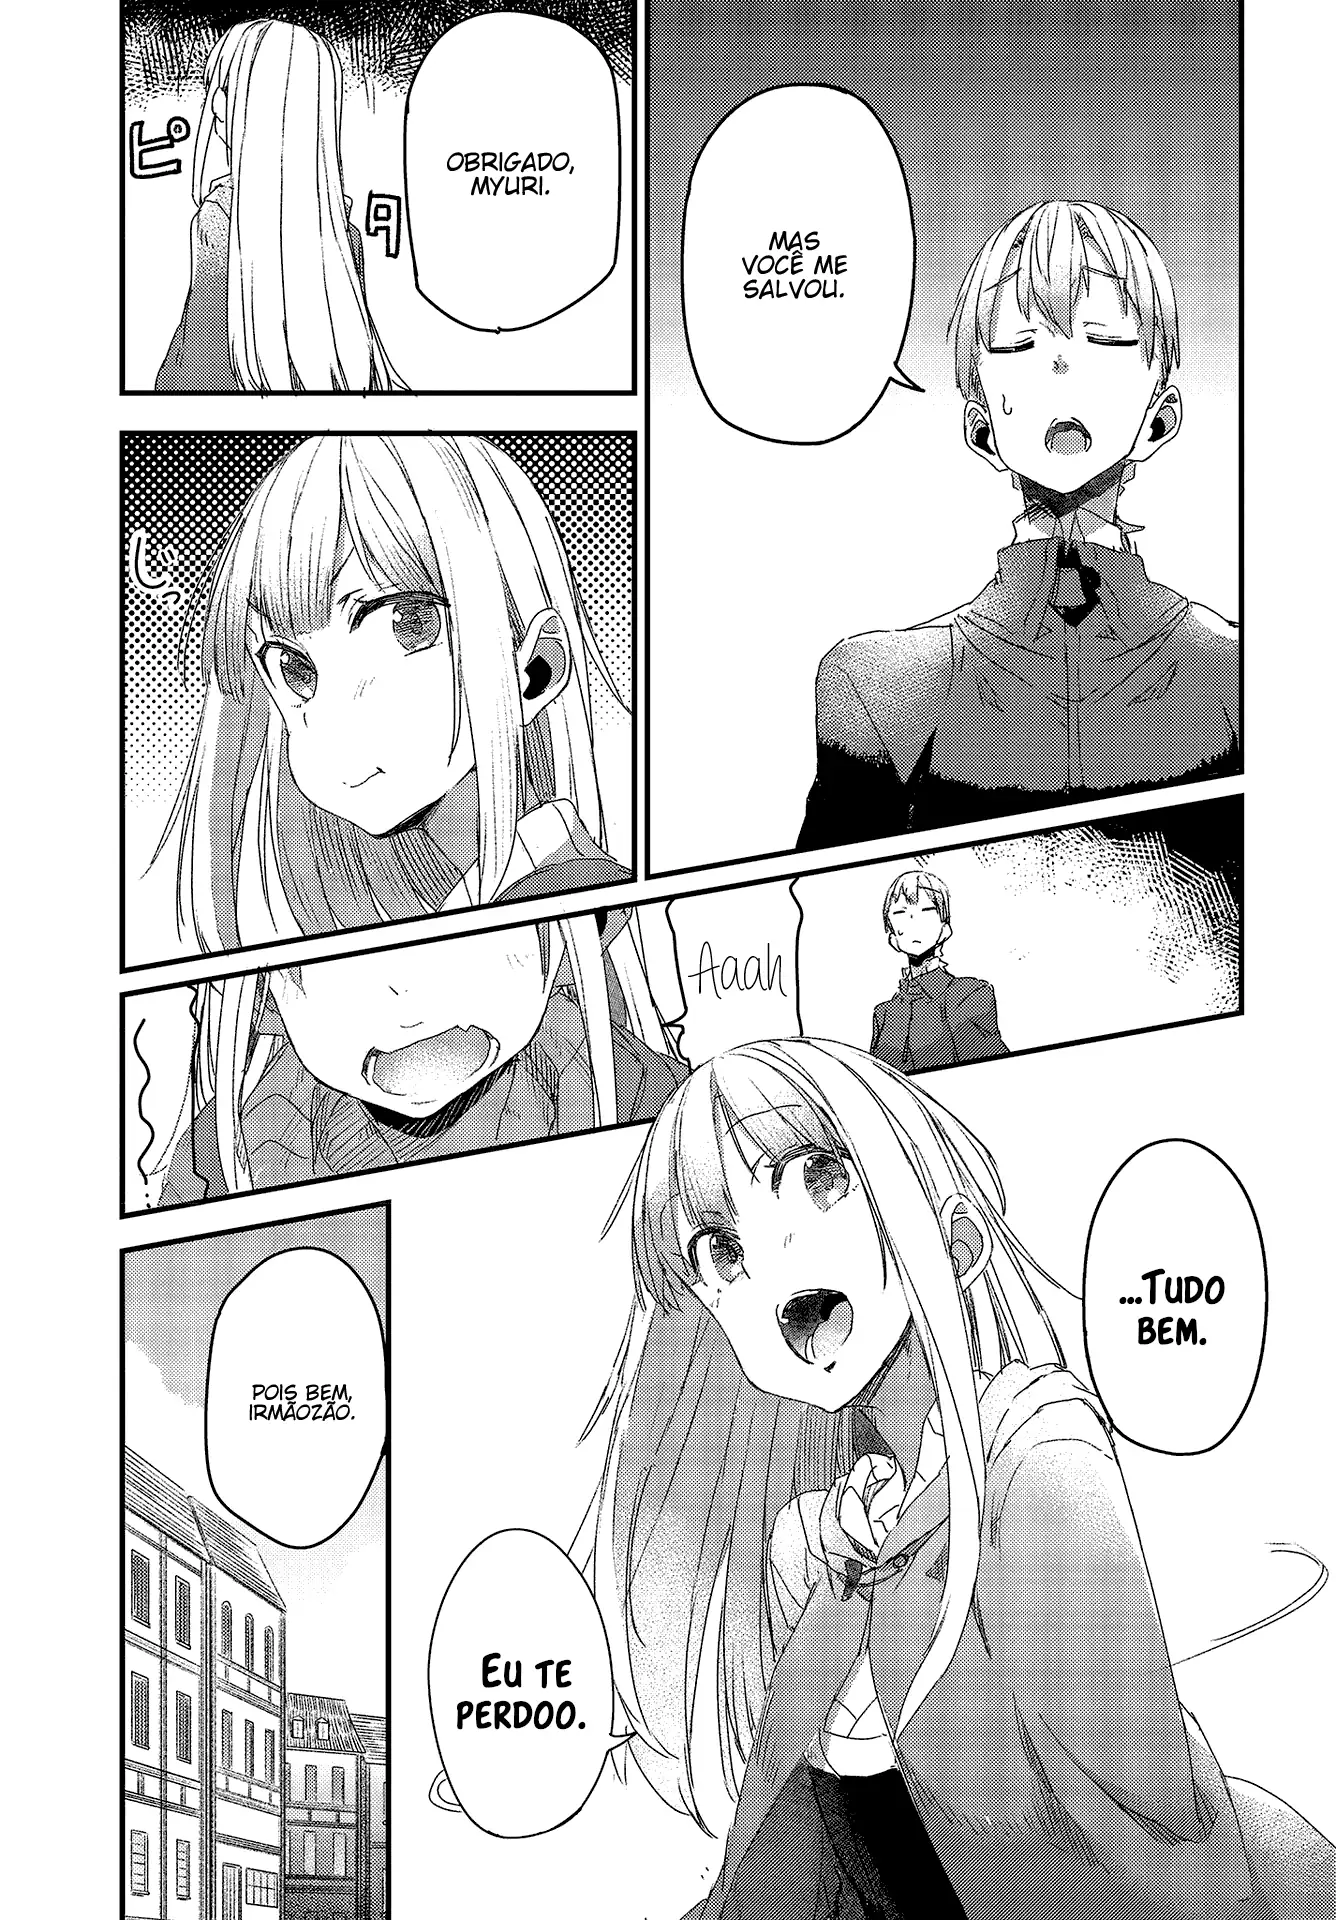 MAS
VOCÊ ME
SALVOU.
OBRIGADO,
MYURI.
ピ
タ
じっ
Aaah
...TUDO
BEM.
EU TE
PERDOO.
POIS BEM,
IRMÃOZÃO.